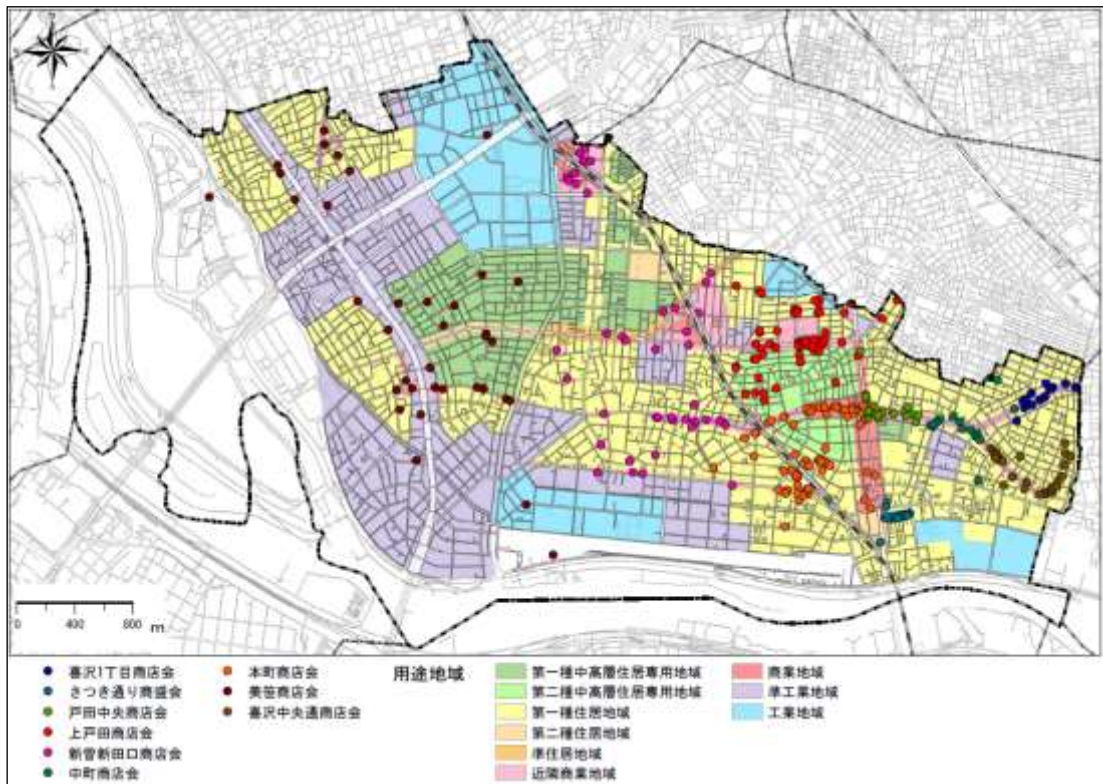 0 400 800 m
喜沢1丁目商店会
さつき通り商盛会
戸田中央商店会
上戸田商店会
新曽新田口商店会
中町商店会
本町商店会
美笹商店会
喜沢中央通商店会
用途地域
第一種中高層住居専用地域
第二種中高層住居専用地域
第一種住居地域
第二種住居地域
準住居地域
近隣商業地域
商業地域
準工業地域
工業地域